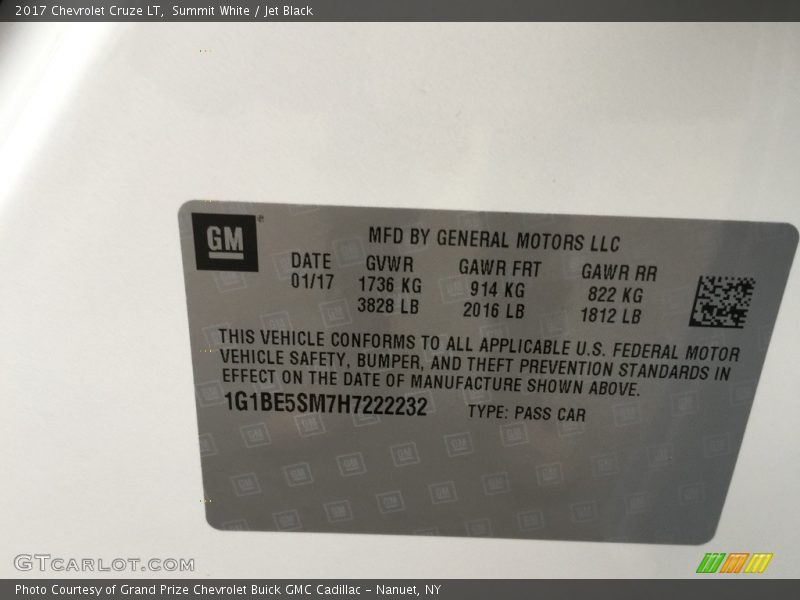 2017 Chevrolet Cruze LT, Summit White / Jet Black
GM
MFD BY GENERAL MOTORS LLC
DATE GVWR GAWR FRT GAWR RR
01/17 1736 KG 914 KG 822 KG
3828 LB 2016 LB 1812 LB
THIS VEHICLE CONFORMS TO ALL APPLICABLE U.S. FEDERAL MOTOR
VEHICLE SAFETY, BUMPER, AND THEFT PREVENTION STANDARDS IN
EFFECT ON THE DATE OF MANUFACTURE SHOWN ABOVE.
1G1BE5SM7H7222232 TYPE: PASS CAR
GTCARLOT.COM
Photo Courtesy of Grand Prize Chevrolet Buick GMC Cadillac - Nanuet, NY